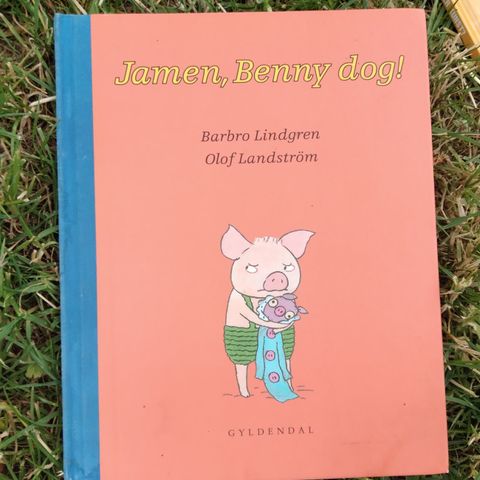 Jamen, Benny dog!
Barbro Lindgren
Olof Landström
GYLDENDAL